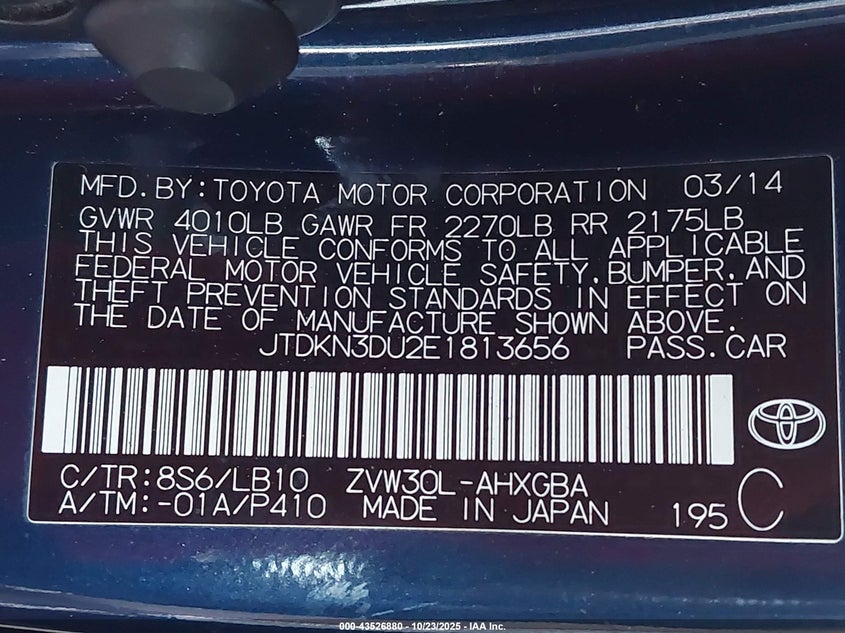 MFD.BY:TOYOTA MOTOR CORPORATION 03/14
GVWR 4010LB GAWR FR 2270LB RR 2175LB
THIS VEHICLE CONFORMS TO ALL APPLICABLE
FEDERAL MOTOR VEHICLE SAFETY,BUMPER,AND
THEFT PREVENTION STANDARDS IN EFFECT ON
THE DATE OF MANUFACTURE SHOWN ABOVE.
JTDKN3DU2E1813656 PASS.CAR
C/TR:8S6/LB10 ZVW30L-AHXGBA
A/TM:-01A/P410 MADE IN JAPAN 195 C
000-43526880 - 10/23/2025 - IAA Inc.